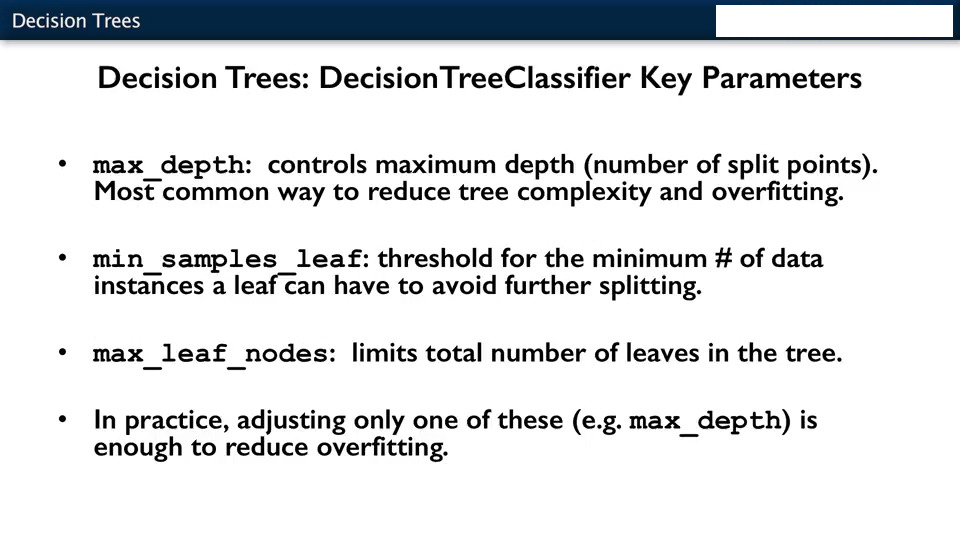 Decision Trees
Decision Trees: DecisionTreeClassifier Key Parameters
• max_depth: controls maximum depth (number of split points).
Most common way to reduce tree complexity and overfitting.
• min_samples_leaf: threshold for the minimum # of data
instances a leaf can have to avoid further splitting.
• max_leaf_nodes: limits total number of leaves in the tree.
• In practice, adjusting only one of these (e.g. max_depth) is
enough to reduce overfitting.